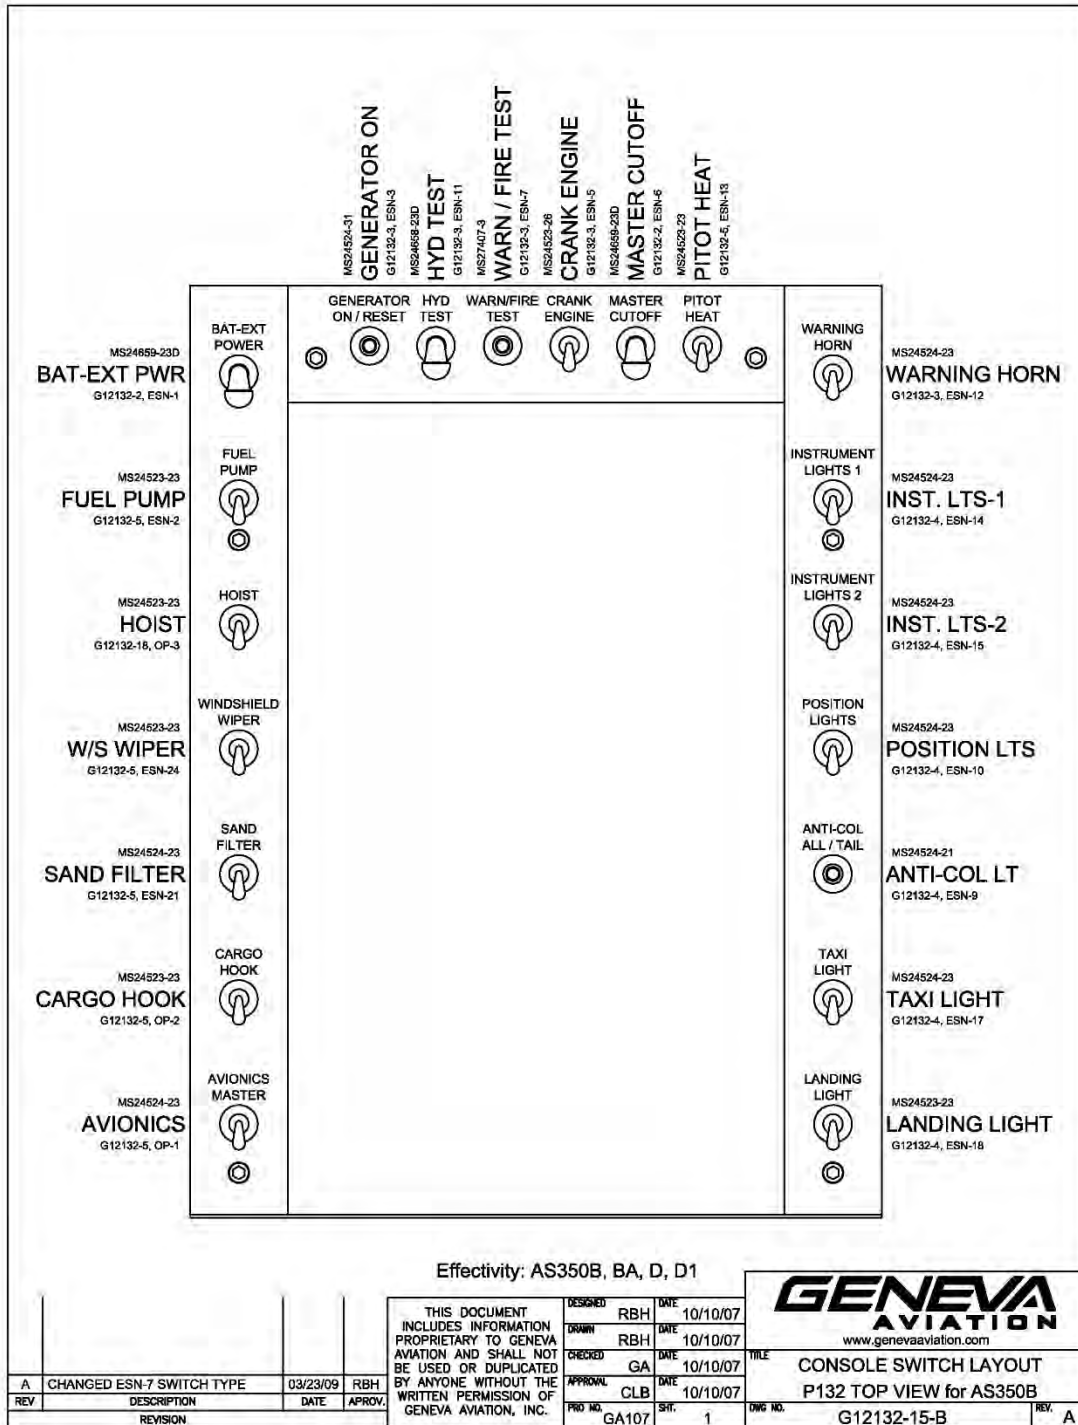 MS24524-31
GENERATOR ON
G12132-3, ESN-3
MS24658-23D
HYD TEST
G12132-3, ESN-11
MS27407-3
WARN / FIRE TEST
G12132-3, ESN-7
MS24523-26
CRANK ENGINE
G12132-3, ESN-5
MS24659-23D
MASTER CUTOFF
G12132-2, ESN-6
MS24523-23
PITOT HEAT
G12132-5, ESN-13
GENERATOR ON / RESET
HYD TEST
WARN/FIRE TEST
CRANK ENGINE
MASTER CUTOFF
PITOT HEAT
MS24659-23D
BAT-EXT PWR
G12132-2, ESN-1
BAT-EXT
POWER
WARNING
HORN
MS24524-23
WARNING HORN
G12132-3, ESN-12
MS24523-23
FUEL PUMP
G12132-5, ESN-2
FUEL
PUMP
INSTRUMENT
LIGHTS 1
MS24524-23
INST. LTS-1
G12132-4, ESN-14
MS24523-23
HOIST
G12132-18, OP-3
HOIST
INSTRUMENT
LIGHTS 2
MS24524-23
INST. LTS-2
G12132-4, ESN-15
MS24523-23
W/S WIPER
G12132-5, ESN-24
WINDSHIELD
WIPER
POSITION
LIGHTS
MS24524-23
POSITION LTS
G12132-4, ESN-10
MS24524-23
SAND FILTER
G12132-5, ESN-21
SAND
FILTER
ANTI-COL
ALL / TAIL
MS24524-21
ANTI-COL LT
G12132-4, ESN-9
MS24523-23
CARGO HOOK
G12132-5, OP-2
CARGO
HOOK
TAXI
LIGHT
MS24524-23
TAXI LIGHT
G12132-4, ESN-17
MS24524-23
AVIONICS
G12132-5, OP-1
AVIONICS
MASTER
LANDING
LIGHT
MS24523-23
LANDING LIGHT
G12132-4, ESN-18
Effectivity: AS350B, BA, D, D1
A CHANGED ESN-7 SWITCH TYPE 03/23/09 RBH
REV DESCRIPTION DATE APROV.
REVISION
THIS DOCUMENT
INCLUDES INFORMATION
PROPRIETARY TO GENEVA
AVIATION AND SHALL NOT
BE USED OR DUPLICATED
BY ANYONE WITHOUT THE
WRITTEN PERMISSION OF
GENEVA AVIATION, INC.
DESIGNED RBH DATE 10/10/07
DRAWN RBH DATE 10/10/07
CHECKED GA DATE 10/10/07
APPROVAL CLB DATE 10/10/07
PRO NO. GA107 SHT. 1
GENEVA
AVIATION
www.genevaaviation.com
TITLE
CONSOLE SWITCH LAYOUT
P132 TOP VIEW for AS350B
DWG NO. G12132-15-B REV. A